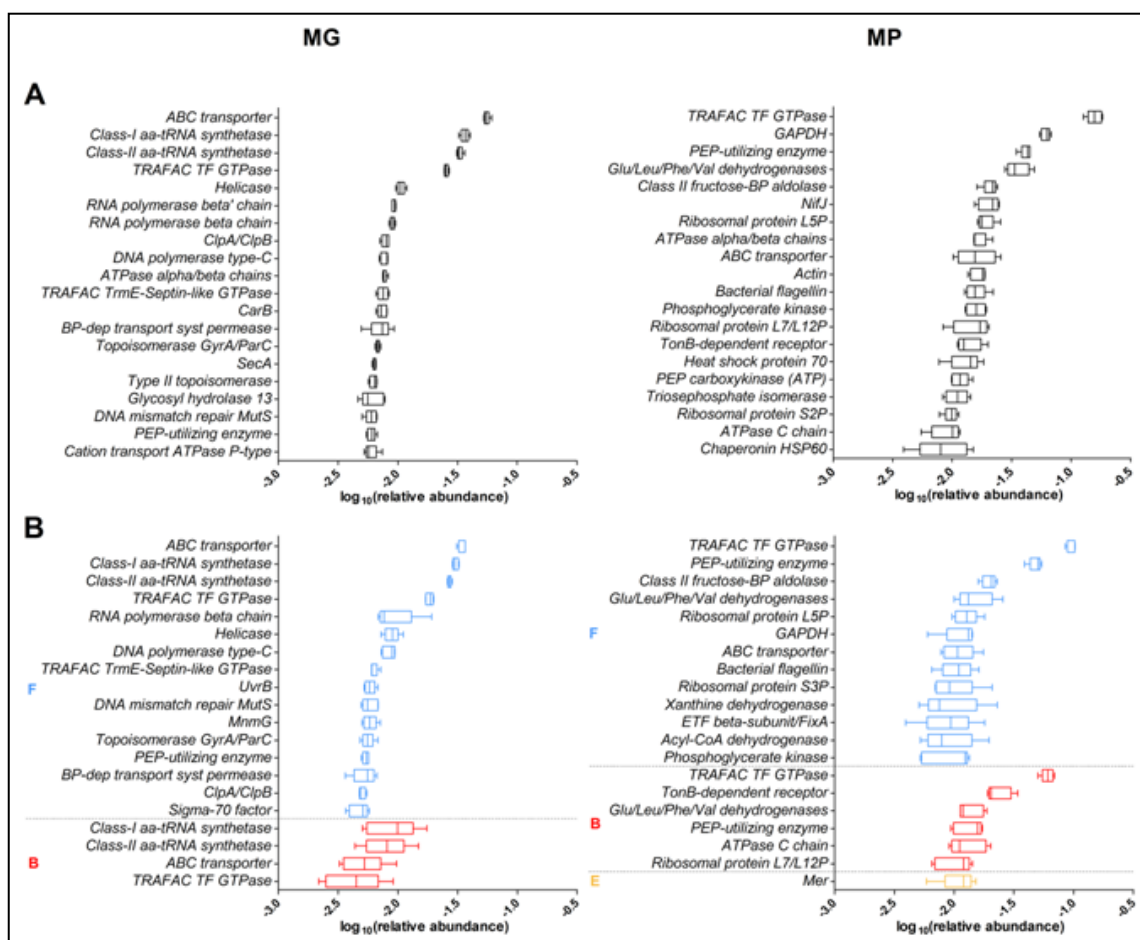 MG
MP
A
ABC transporter
Class-I aa-tRNA synthetase
Class-II aa-tRNA synthetase
TRAFAC TF GTPase
Helicase
RNA polymerase beta' chain
RNA polymerase beta chain
ClpA/ClpB
DNA polymerase type-C
ATPase alpha/beta chains
TRAFAC TrmE-Septin-like GTPase
CarB
BP-dep transport syst permease
Topoisomerase GyrA/ParC
SecA
Type II topoisomerase
Glycosyl hydrolase 13
DNA mismatch repair MutS
PEP-utilizing enzyme
Cation transport ATPase P-type
-3.0 -2.5 -2.0 -1.5 -1.0 -0.5
log10(relative abundance)
TRAFAC TF GTPase
GAPDH
PEP-utilizing enzyme
Glu/Leu/Phe/Val dehydrogenases
Class II fructose-BP aldolase
NifJ
Ribosomal protein L5P
ATPase alpha/beta chains
ABC transporter
Actin
Bacterial flagellin
Phosphoglycerate kinase
Ribosomal protein L7/L12P
TonB-dependent receptor
Heat shock protein 70
PEP carboxykinase (ATP)
Triosephosphate isomerase
Ribosomal protein S2P
ATPase C chain
Chaperonin HSP60
-3.0 -2.5 -2.0 -1.5 -1.0 -0.5
log10(relative abundance)
B
ABC transporter
Class-I aa-tRNA synthetase
Class-II aa-tRNA synthetase
TRAFAC TF GTPase
RNA polymerase beta chain
Helicase
DNA polymerase type-C
TRAFAC TrmE-Septin-like GTPase
F
UvrB
DNA mismatch repair MutS
MnmG
Topoisomerase GyrA/ParC
PEP-utilizing enzyme
BP-dep transport syst permease
ClpA/ClpB
Sigma-70 factor
Class-I aa-tRNA synthetase
Class-II aa-tRNA synthetase
B
ABC transporter
TRAFAC TF GTPase
-3.0 -2.5 -2.0 -1.5 -1.0 -0.5
log10(relative abundance)
TRAFAC TF GTPase
PEP-utilizing enzyme
Class II fructose-BP aldolase
Glu/Leu/Phe/Val dehydrogenases
Ribosomal protein L5P
F
GAPDH
ABC transporter
Bacterial flagellin
Ribosomal protein S3P
Xanthine dehydrogenase
ETF beta-subunit/FixA
Acyl-CoA dehydrogenase
Phosphoglycerate kinase
TRAFAC TF GTPase
TonB-dependent receptor
Glu/Leu/Phe/Val dehydrogenases
B
PEP-utilizing enzyme
ATPase C chain
Ribosomal protein L7/L12P
E
Mer
-3.0 -2.5 -2.0 -1.5 -1.0 -0.5
log10(relative abundance)